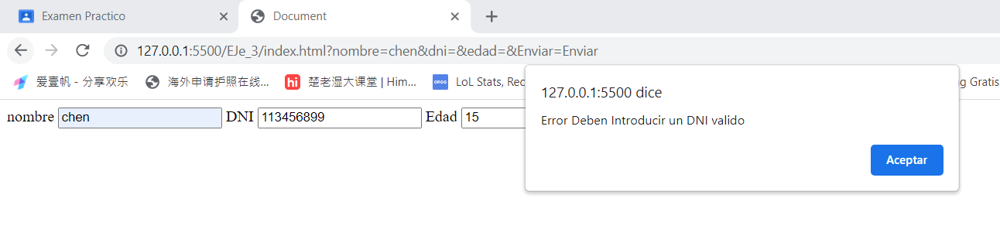 Examen Practico
Document
127.0.0.1:5500/EJe_3/index.html?nombre=chen&dni=&edad=&Enviar=Enviar
爱壹帆 - 分享欢乐 海外申请护照在线... hi 楚老湿大课堂 | Him... OPGG LoL Stats, Rec g Gratis
127.0.0.1:5500 dice
Error Deben Introducir un DNI valido
Aceptar
nombre chen DNI 113456899 Edad 15